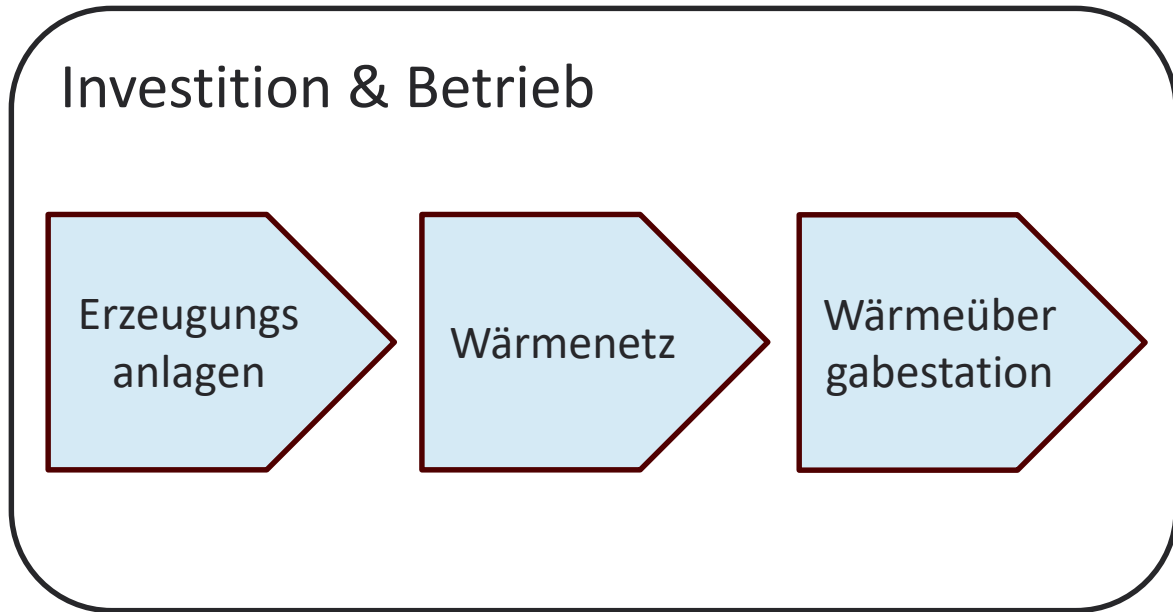 Investition & Betrieb
Erzeugungs
anlagen
Wärmenetz
Wärmeüber
gabestation